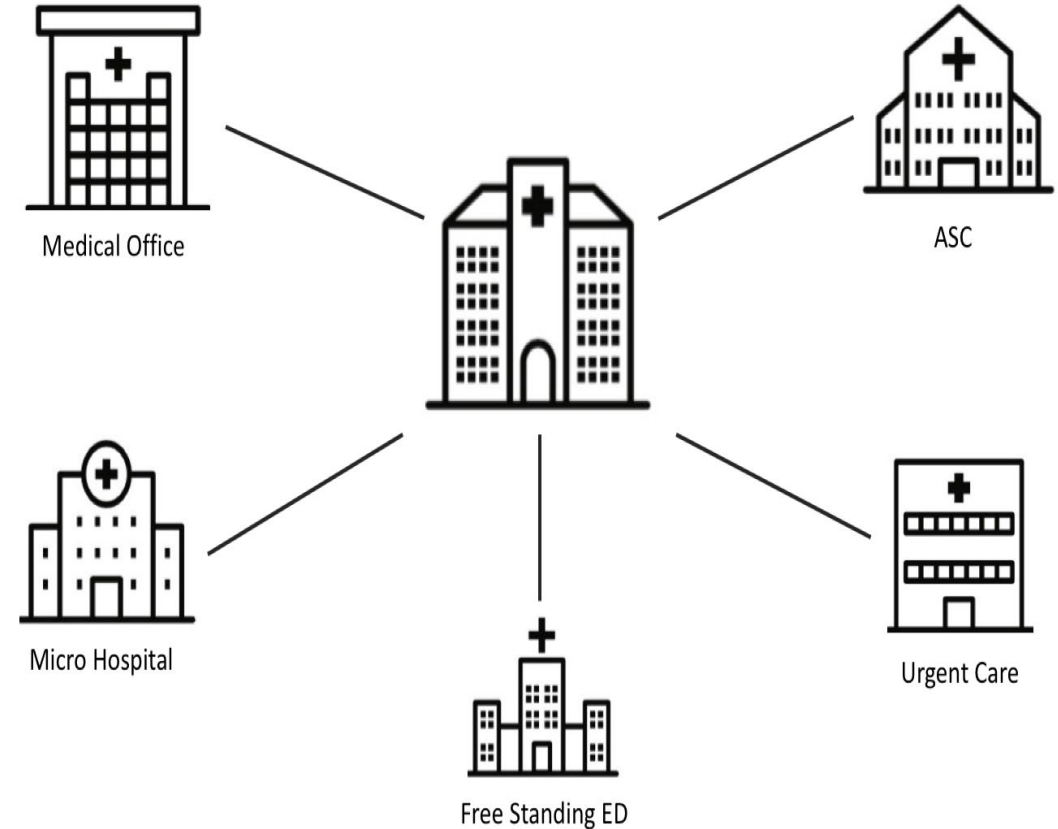 Medical Office
ASC
Micro Hospital
Urgent Care
Free Standing ED